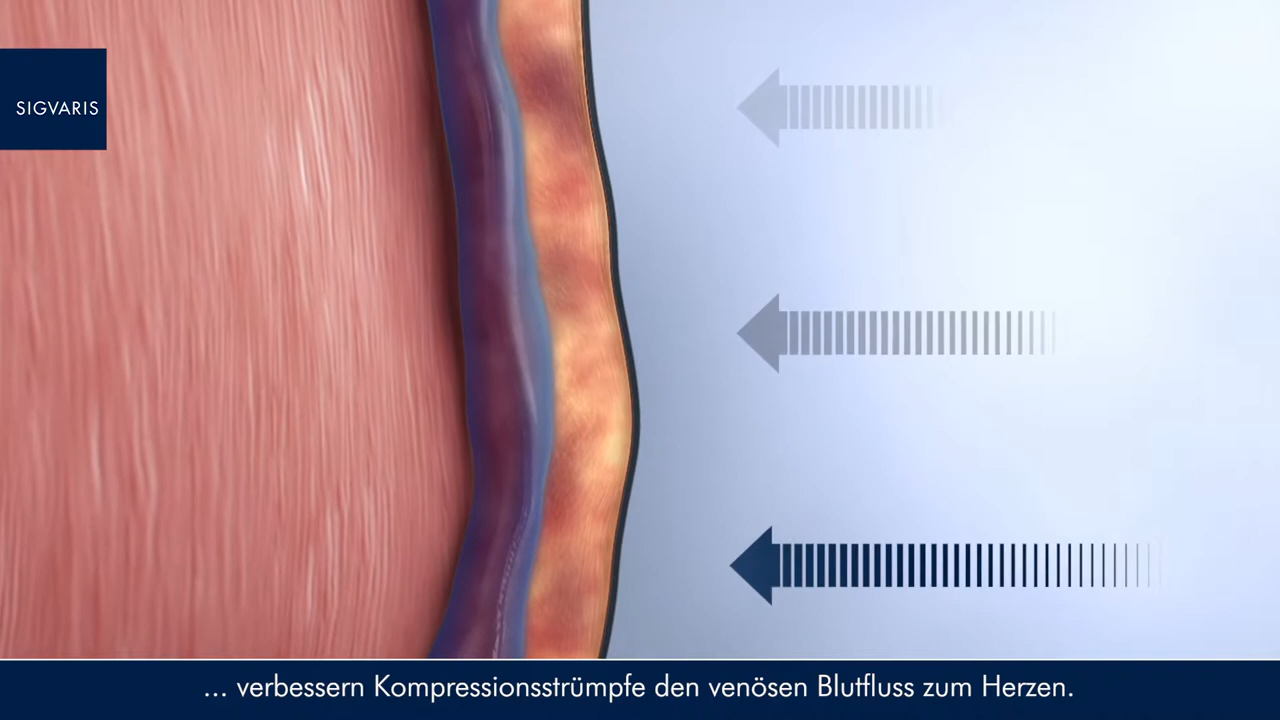 SIGVARIS
... verbessern Kompressionsstrümpfe den venösen Blutfluss zum Herzen.